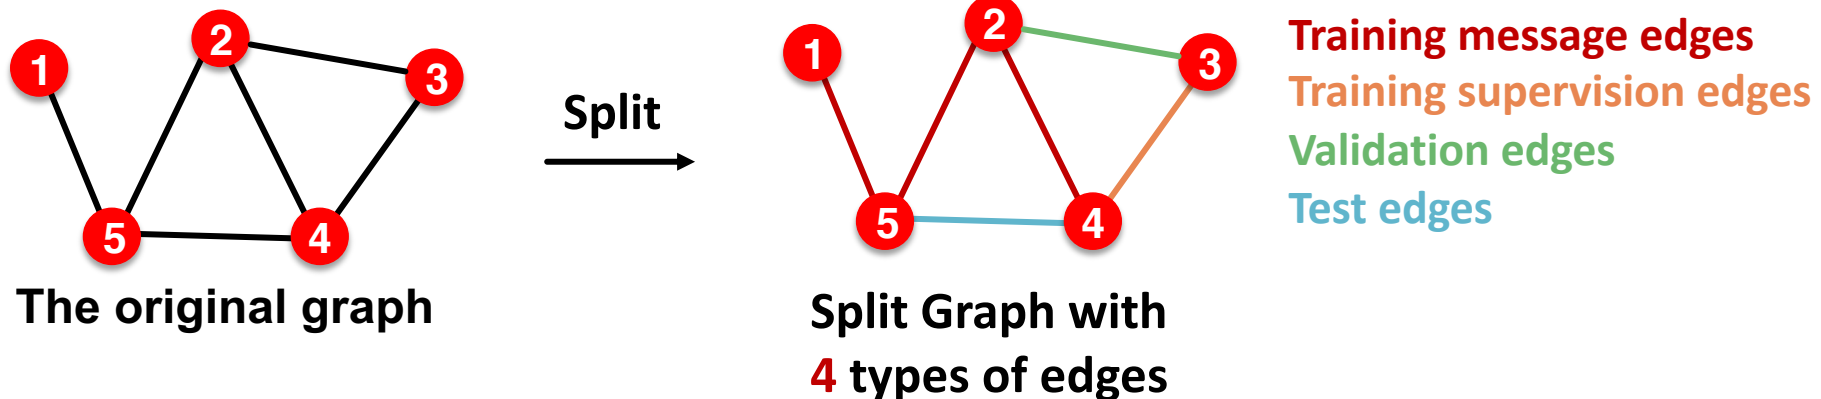 1
2
3
5
4
The original graph
Split
1
2
3
5
4
Split Graph with
4 types of edges
Training message edges
Training supervision edges
Validation edges
Test edges